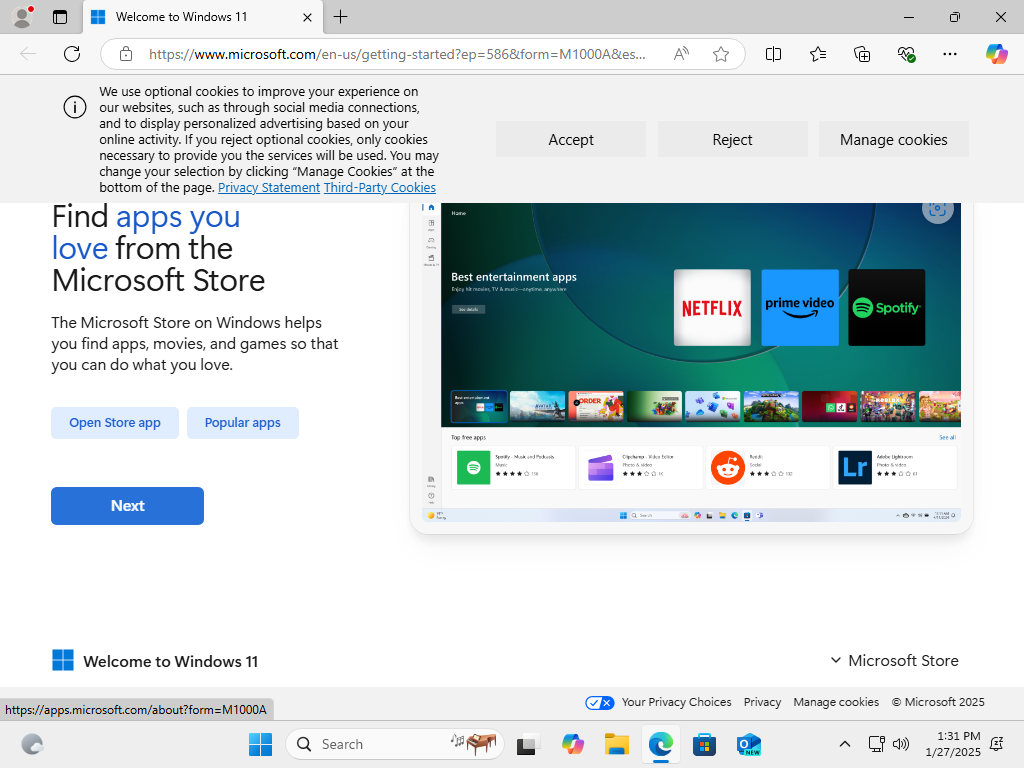 Welcome to Windows 11
https://www.microsoft.com/en-us/getting-started?ep=586&form=M1000A&es...
We use optional cookies to improve your experience on
our websites, such as through social media connections,
and to display personalized advertising based on your
online activity. If you reject optional cookies, only cookies
necessary to provide you the services will be used. You may
change your selection by clicking “Manage Cookies” at the
bottom of the page. Privacy Statement Third-Party Cookies
Accept
Reject
Manage cookies
Find apps you
love from the
Microsoft Store
The Microsoft Store on Windows helps
you find apps, movies, and games so that
you can do what you love.
Open Store app
Popular apps
Next
Home
Best entertainment apps
Enjoy hit movies, TV & music—anytime, anywhere
See details
NETFLIX
prime video
Spotify
Best entertainment
apps
ORDER
ROBLOX
Top free apps
See all
Spotify - Music and Podcasts
Music
Clipchamp - Video Editor
Photo & video
Reddit
Social
Lr
Adobe Lightroom
Photo & video
Search
Welcome to Windows 11
Microsoft Store
Your Privacy Choices
Privacy
Manage cookies
© Microsoft 2025
https://apps.microsoft.com/about?form=M1000A
Search
NEW
1:31 PM
1/27/2025